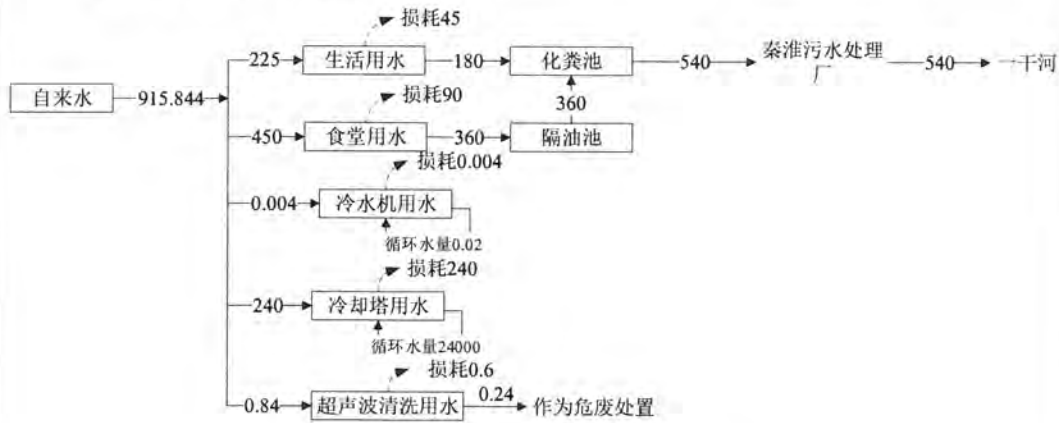 损耗45
225
生活用水
180
化粪池
540
秦淮污水处理
厂
540
一干河
自来水
915.844
损耗90
360
450
食堂用水
360
隔油池
损耗0.004
0.004
冷水机用水
循环水量0.02
损耗240
240
冷却塔用水
循环水量24000
损耗0.6
0.84
超声波清洗用水
0.24
作为危废处置